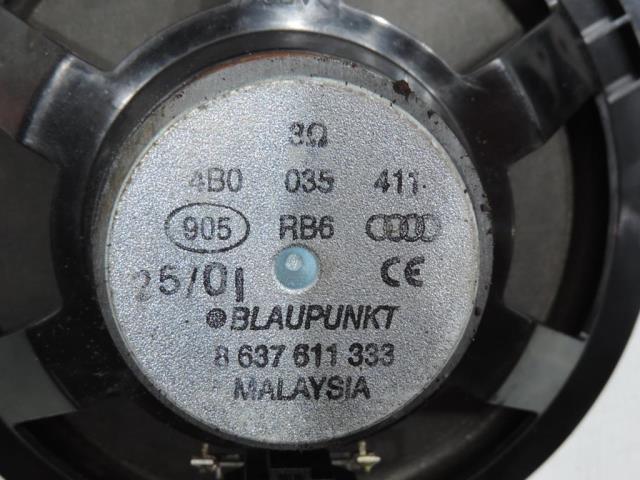 3Ω
4B0 035 411
905 RB6
25/01 CE
BLAUPUNKT
8 637 611 333
MALAYSIA